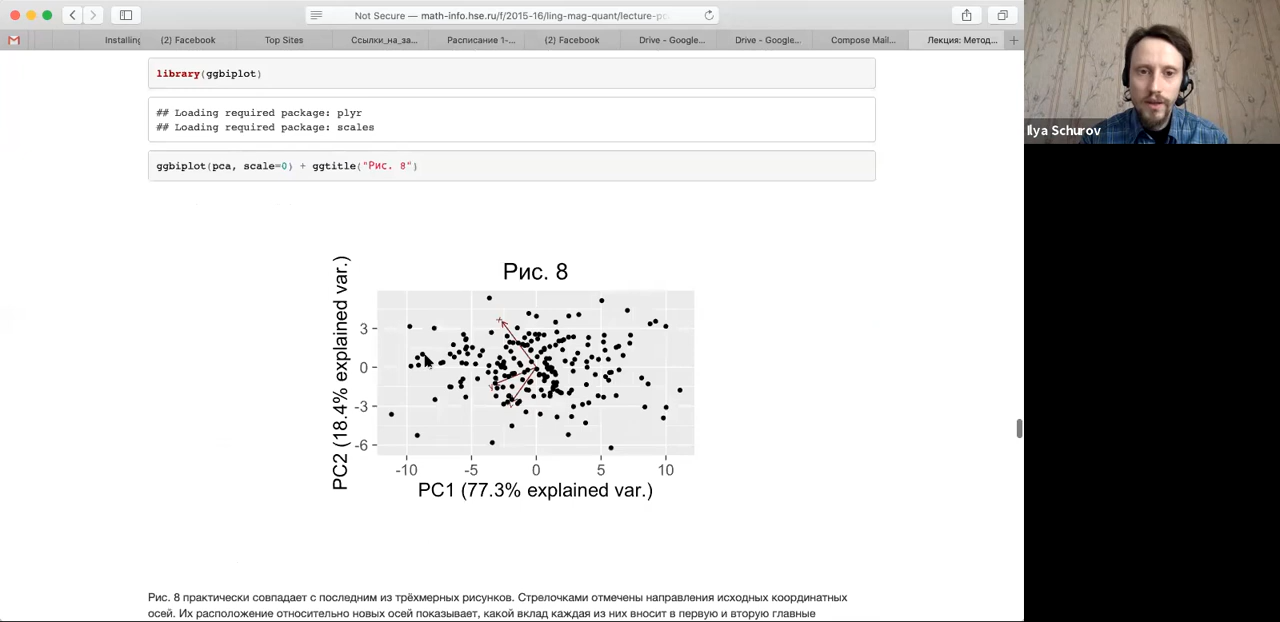 Not Secure — math-info.hse.ru/f/2015-16/ling-mag-quant/lecture-pc
Installing
(2) Facebook
Top Sites
Ссылки_на_за...
Расписание 1-...
(2) Facebook
Drive - Google...
Drive - Google...
Compose Mail...
Лекция: Метод...
library(ggbiplot)
## Loading required package: plyr
## Loading required package: scales
ggbiplot(pca, scale=0) + ggtitle("Рис. 8")
Рис. 8
PC2 (18.4% explained var.)
3
0
-3
-6
-10
-5
0
5
10
PC1 (77.3% explained var.)
Рис. 8 практически совпадает с последним из трёхмерных рисунков. Стрелочками отмечены направления исходных координатных
осей. Их расположение относительно новых осей показывает, какой вклад каждая из них вносит в первую и вторую главные
Ilya Schurov